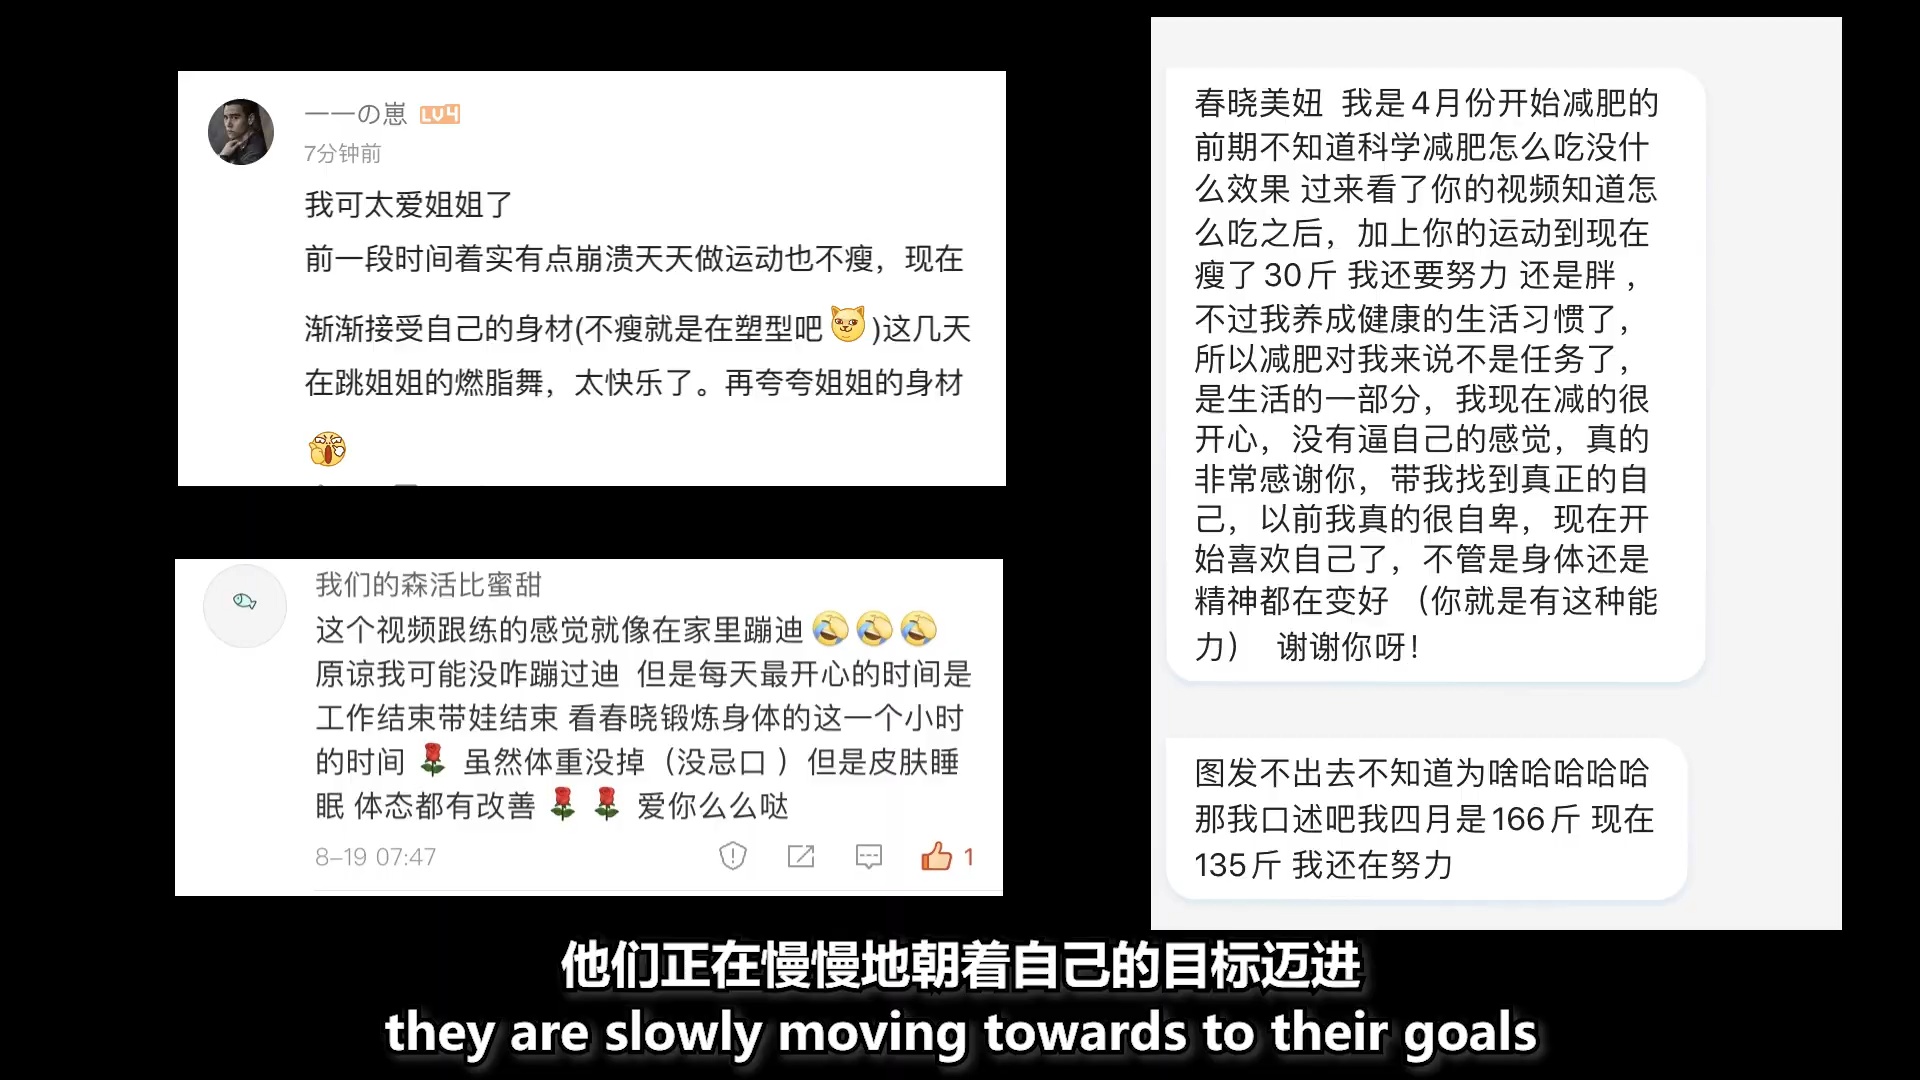 一一の崽 LV4
7分钟前
我可太爱姐姐了
前一段时间着实有点崩溃天天做运动也不瘦，现在
渐渐接受自己的身材(不瘦就是在塑型吧)这几天
在跳姐姐的燃脂舞，太快乐了。再夸夸姐姐的身材
我们的森活比蜜甜
这个视频跟练的感觉就像在家里蹦迪
原谅我可能没咋蹦过迪 但是每天最开心的时间是
工作结束带娃结束 看春晓锻炼身体的这一个小时
的时间 虽然体重没掉（没忌口 ）但是皮肤睡
眠 体态都有改善 爱你么么哒
8-19 07:47
1
春晓美妞 我是4月份开始减肥的
前期不知道科学减肥怎么吃没什
么效果 过来看了你的视频知道怎
么吃之后，加上你的运动到现在
瘦了30斤 我还要努力 还是胖，
不过我养成健康的生活习惯了，
所以减肥对我来说不是任务了，
是生活的一部分，我现在减的很
开心，没有逼自己的感觉，真的
非常感谢你，带我找到真正的自
己，以前我真的很自卑，现在开
始喜欢自己了，不管是身体还是
精神都在变好 （你就是有这种能
力） 谢谢你呀！
图发不出去不知道为啥哈哈哈哈
那我口述吧我四月是166斤 现在
135斤 我还在努力
他们正在慢慢地朝着自己的目标迈进
they are slowly moving towards to their goals